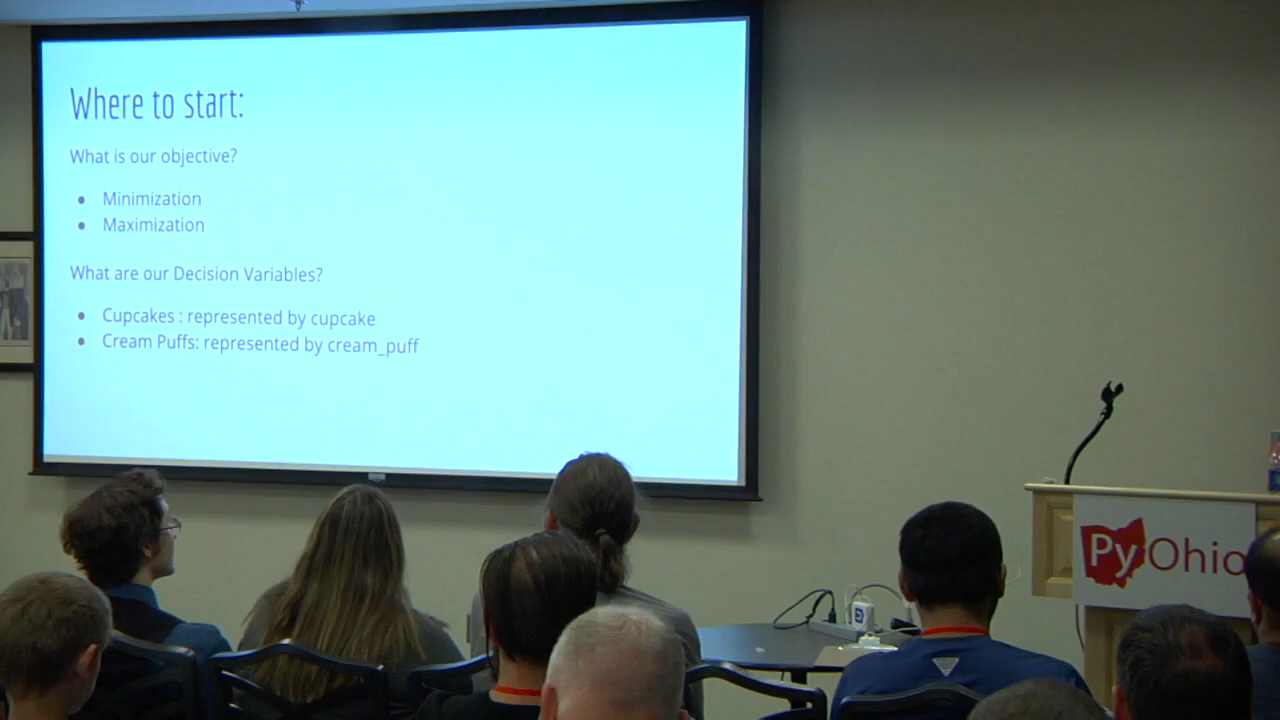 Where to start:
What is our objective?
● Minimization
● Maximization
What are our Decision Variables?
● Cupcakes : represented by cupcake
● Cream Puffs: represented by cream_puff
PyOhio